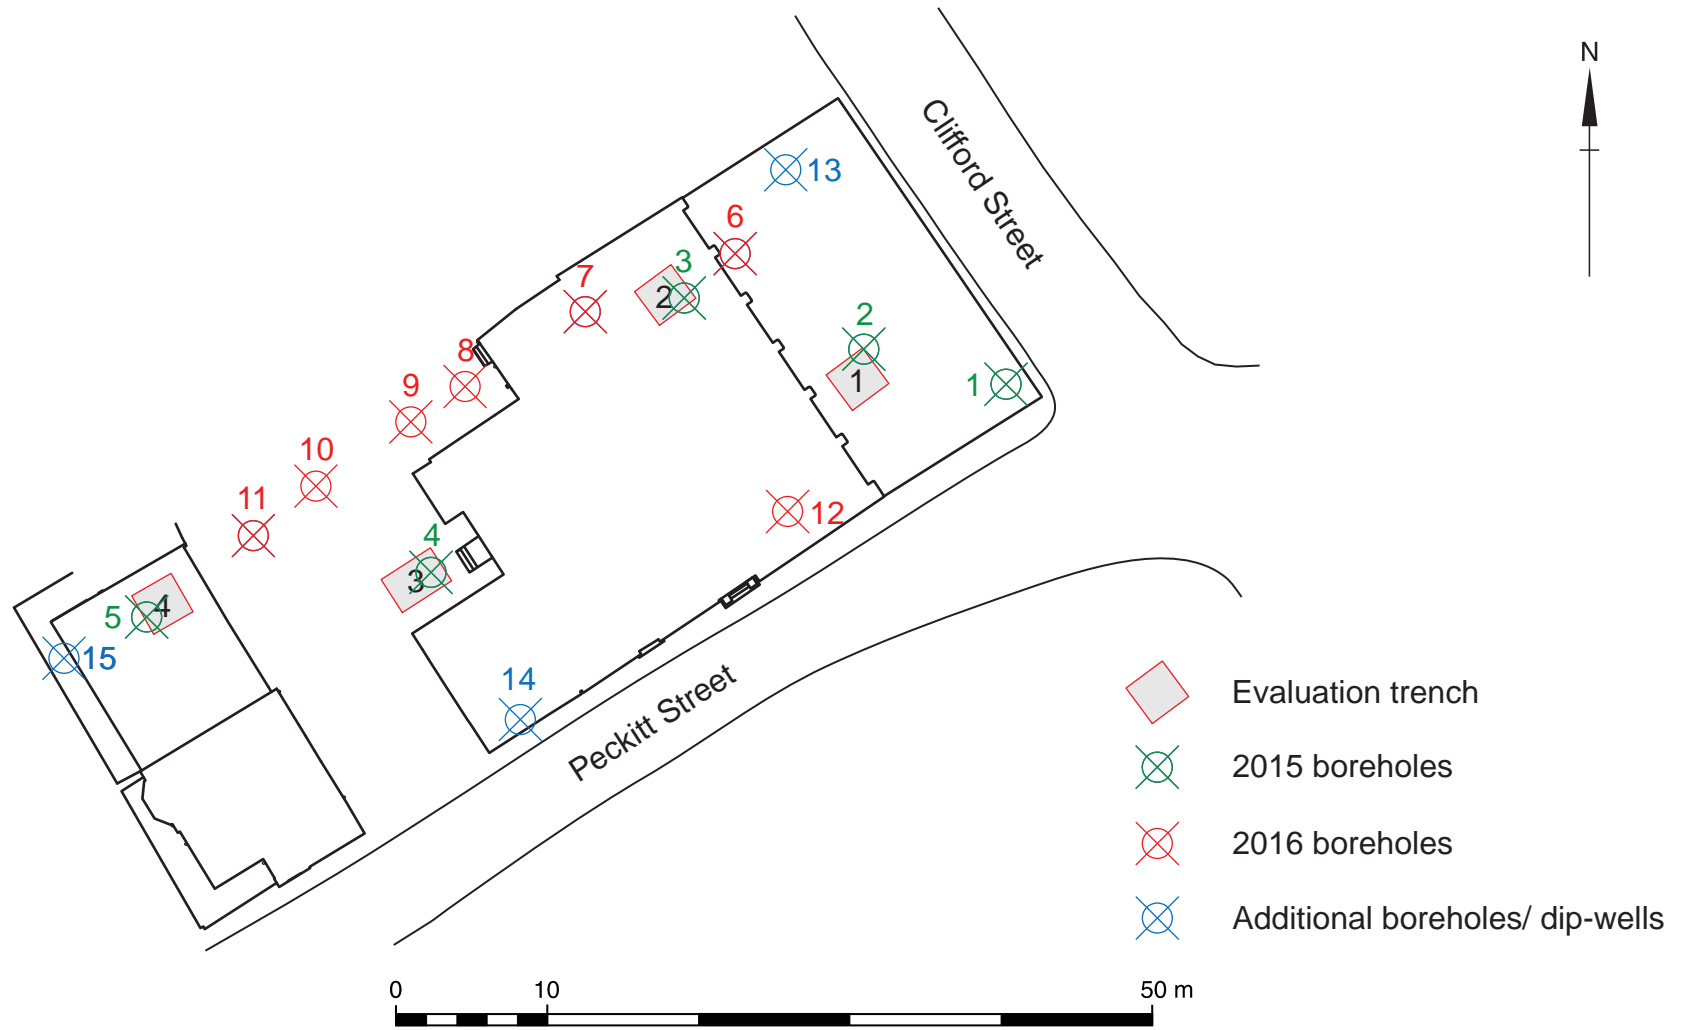 N
Clifford Street
13
6
3
7
2
2
8
1
1
9
10
11
12
4
3
5
4
15
14
Peckitt Street
Evaluation trench
2015 boreholes
2016 boreholes
Additional boreholes/ dip-wells
0 10 50 m